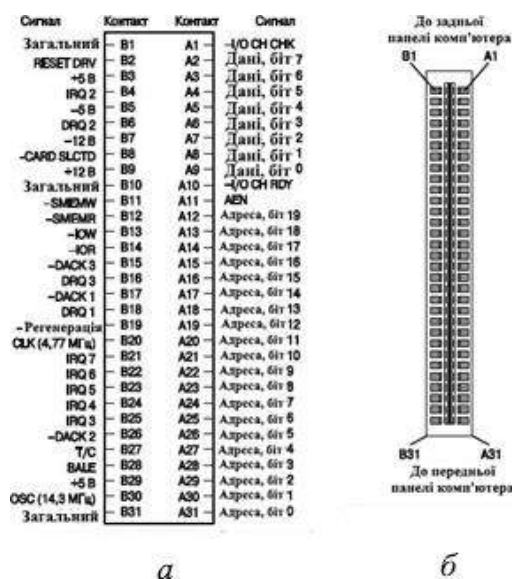 Сигнал Контакт Контакт Сигнал
Загальний B1 A1 –I/O CH CHK
RESET DRV B2 A2 Дані, біт 7
+5 В B3 A3 Дані, біт 6
IRQ 2 B4 A4 Дані, біт 5
–5 В B5 A5 Дані, біт 4
DRQ 2 B6 A6 Дані, біт 3
–12 В B7 A7 Дані, біт 2
–CARD SLCTD B8 A8 Дані, біт 1
+12 В B9 A9 Дані, біт 0
Загальний B10 A10 –I/O CH RDY
–SMEMW B11 A11 AEN
–SMEMR B12 A12 Адреса, біт 19
–IOW B13 A13 Адреса, біт 18
–IOR B14 A14 Адреса, біт 17
–DACK 3 B15 A15 Адреса, біт 16
DRQ 3 B16 A16 Адреса, біт 15
–DACK 1 B17 A17 Адреса, біт 14
DRQ 1 B18 A18 Адреса, біт 13
–Регенерація B19 A19 Адреса, біт 12
CLK (4,77 МГц) B20 A20 Адреса, біт 11
IRQ 7 B21 A21 Адреса, біт 10
IRQ 6 B22 A22 Адреса, біт 9
IRQ 5 B23 A23 Адреса, біт 8
IRQ 4 B24 A24 Адреса, біт 7
IRQ 3 B25 A25 Адреса, біт 6
–DACK 2 B26 A26 Адреса, біт 5
T/C B27 A27 Адреса, біт 4
BALE B28 A28 Адреса, біт 3
+5 В B29 A29 Адреса, біт 2
OSC (14,3 МГц) B30 A30 Адреса, біт 1
Загальний B31 A31 Адреса, біт 0
а
До задньої
панелі комп'ютера
B1 A1
B31 A31
До передньої
панелі комп'ютера
б